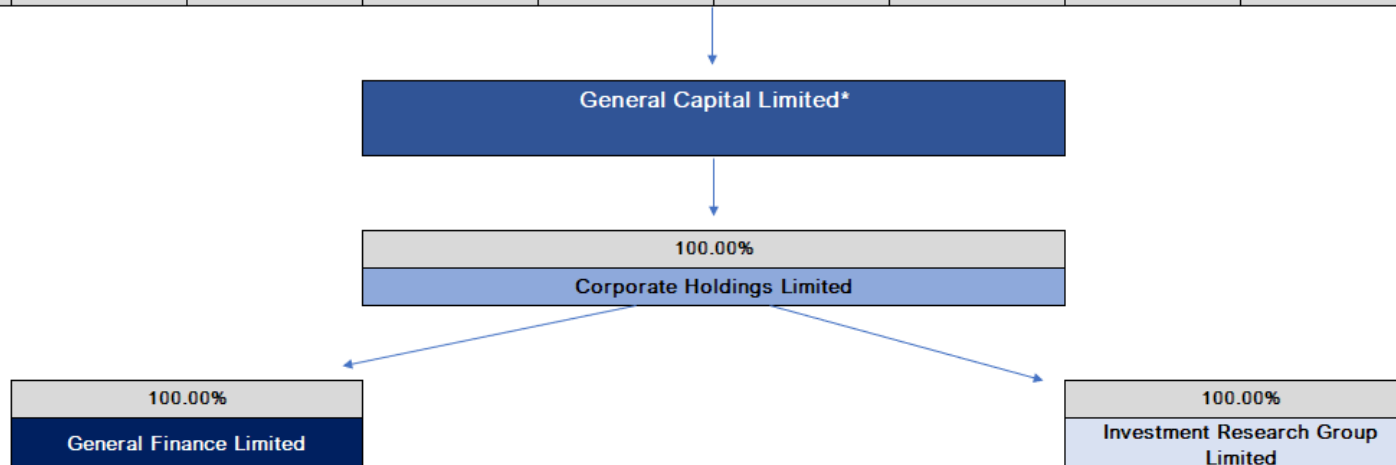 General Capital Limited*
100.00%
Corporate Holdings Limited
100.00%
General Finance Limited
100.00%
Investment Research Group
Limited